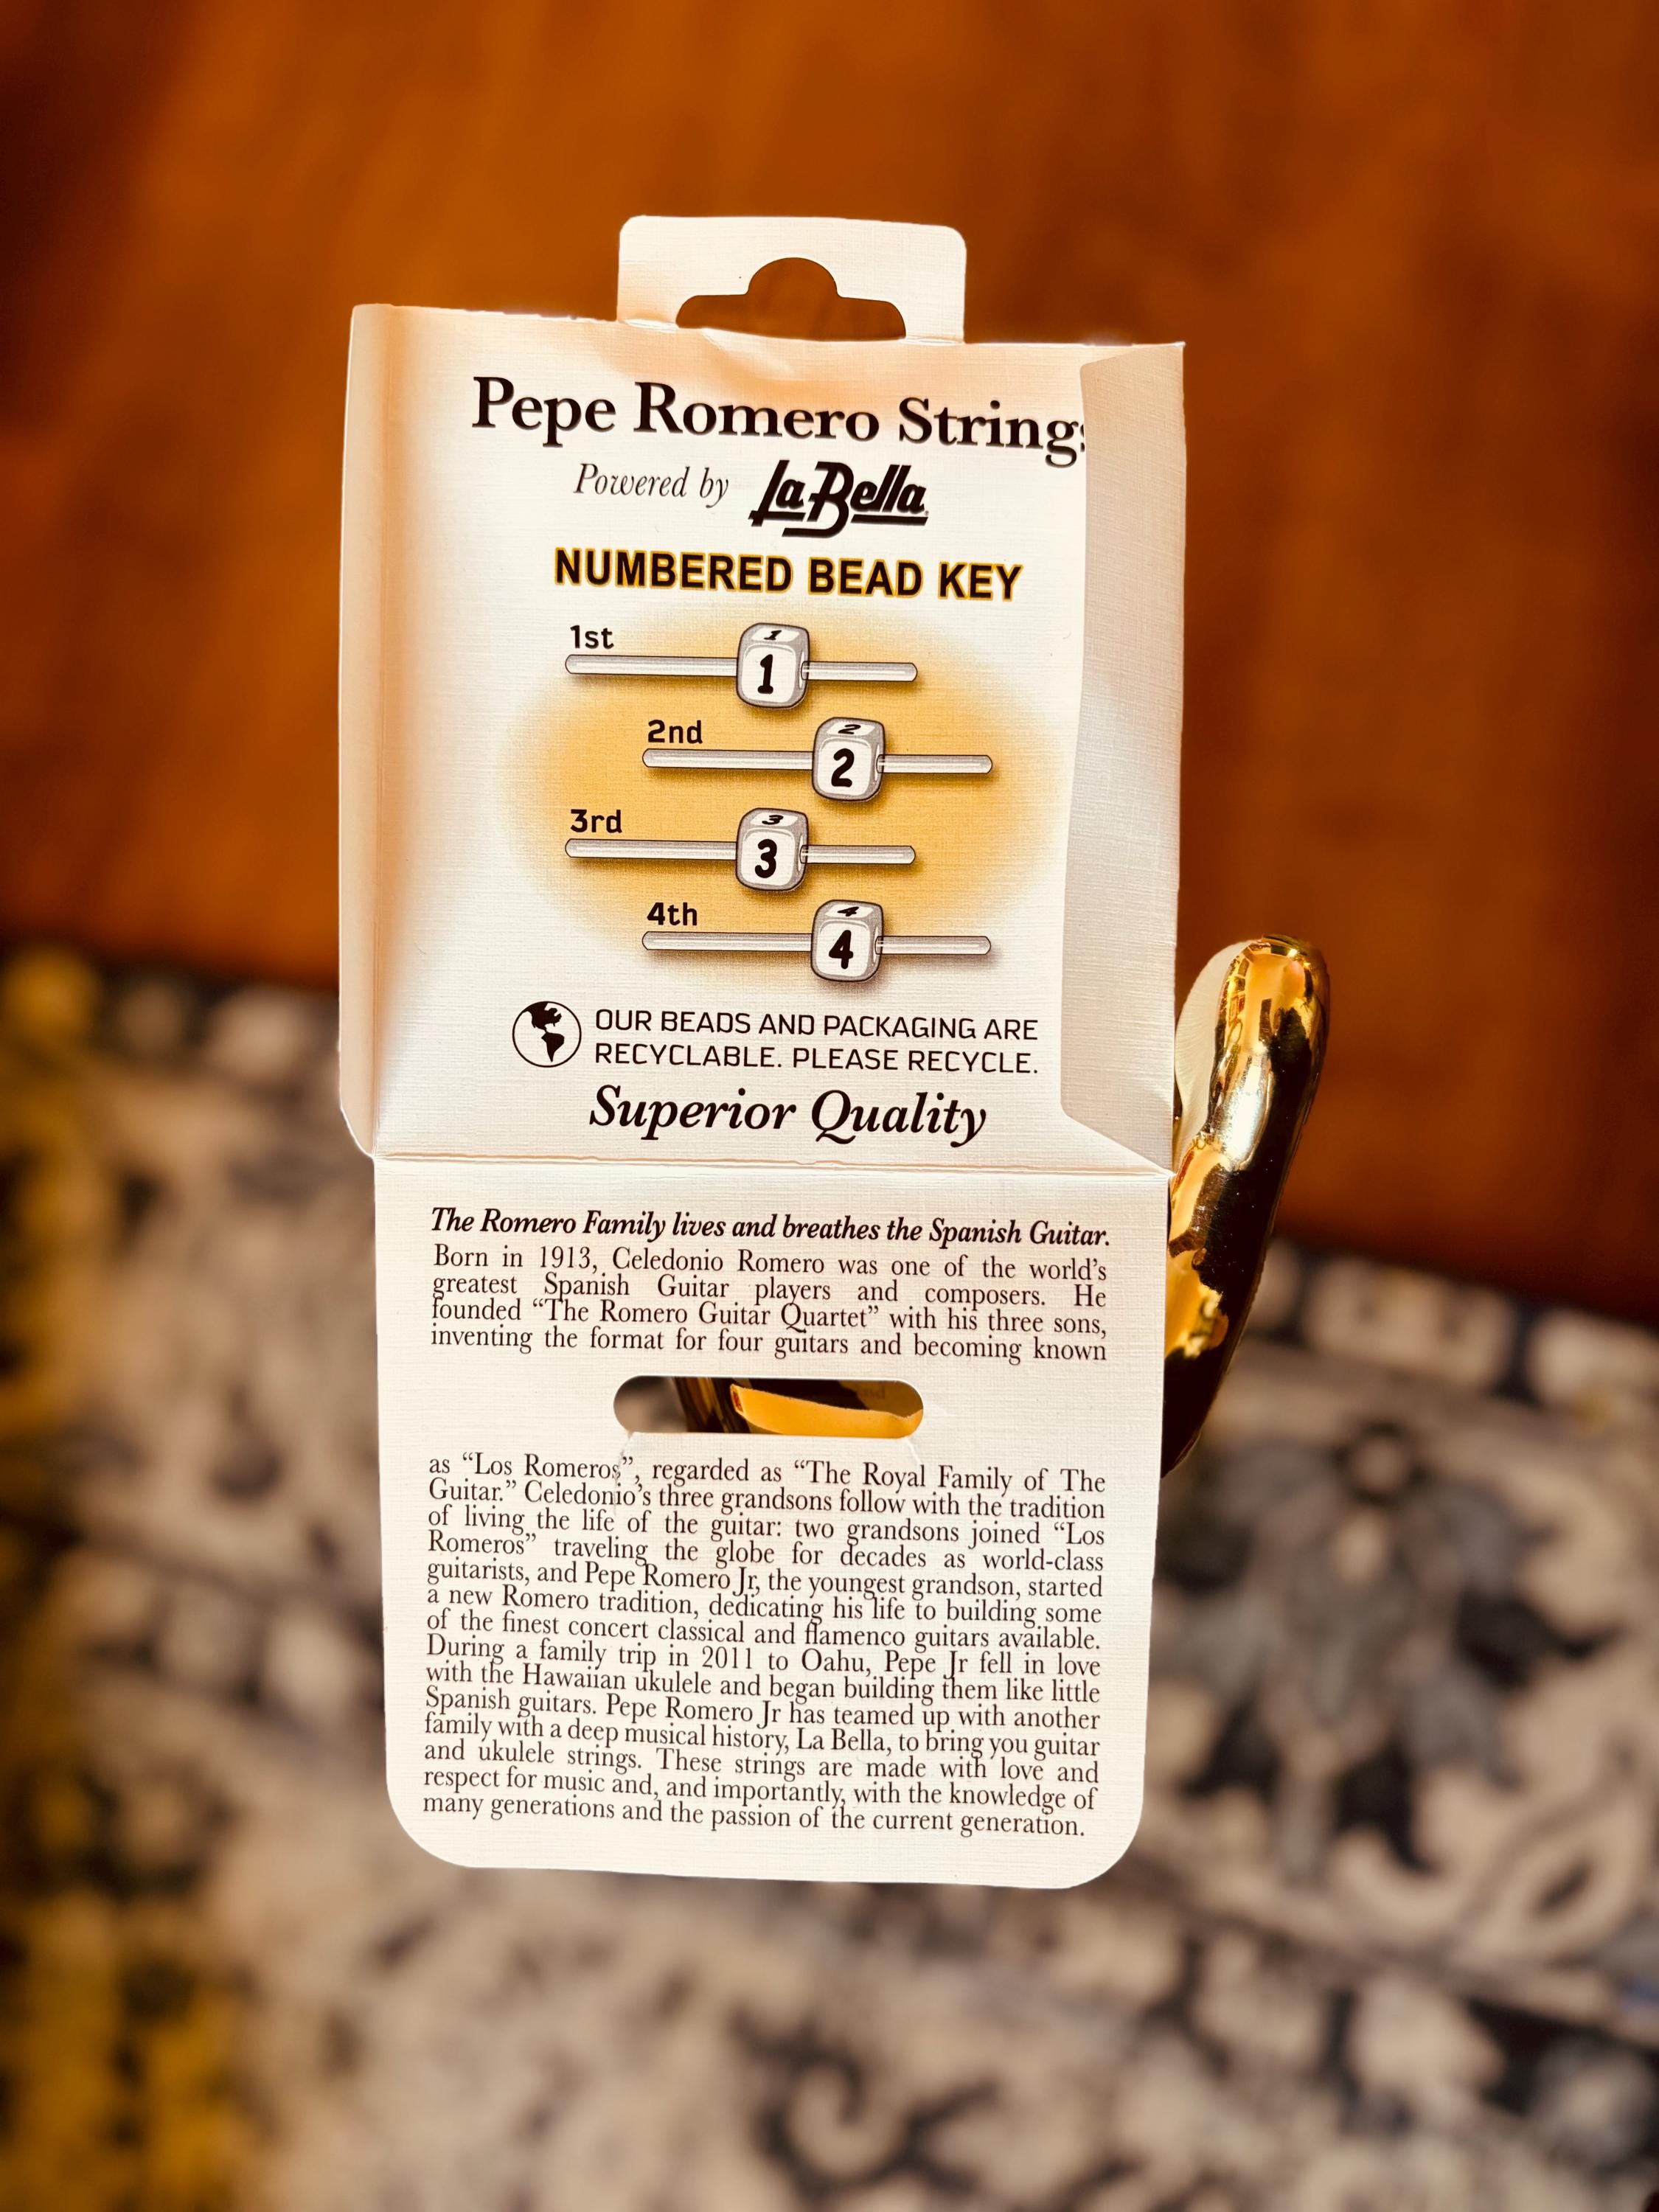 Pepe Romero Strings
Powered by La Bella
NUMBERED BEAD KEY
1st
1
1
2nd
2
2
3rd
3
3
4th
4
4
OUR BEADS AND PACKAGING ARE
RECYCLABLE. PLEASE RECYCLE.
Superior Quality
The Romero Family lives and breathes the Spanish Guitar.
Born in 1913, Celedonio Romero was one of the world's
greatest Spanish Guitar players and composers. He
founded “The Romero Guitar Quartet” with his three sons,
inventing the format for four guitars and becoming known
as “Los Romeros”, regarded as “The Royal Family of The
Guitar.” Celedonio's three grandsons follow with the tradition
of living the life of the guitar: two grandsons joined “Los
Romeros” traveling the globe for decades as world-class
guitarists, and Pepe Romero Jr, the youngest grandson, started
a new Romero tradition, dedicating his life to building some
of the finest concert classical and flamenco guitars available.
During a family trip in 2011 to Oahu, Pepe Jr fell in love
with the Hawaiian ukulele and began building them like little
Spanish guitars. Pepe Romero Jr has teamed up with another
family with a deep musical history, La Bella, to bring you guitar
and ukulele strings. These strings are made with love and
respect for music and, and importantly, with the knowledge of
many generations and the passion of the current generation.